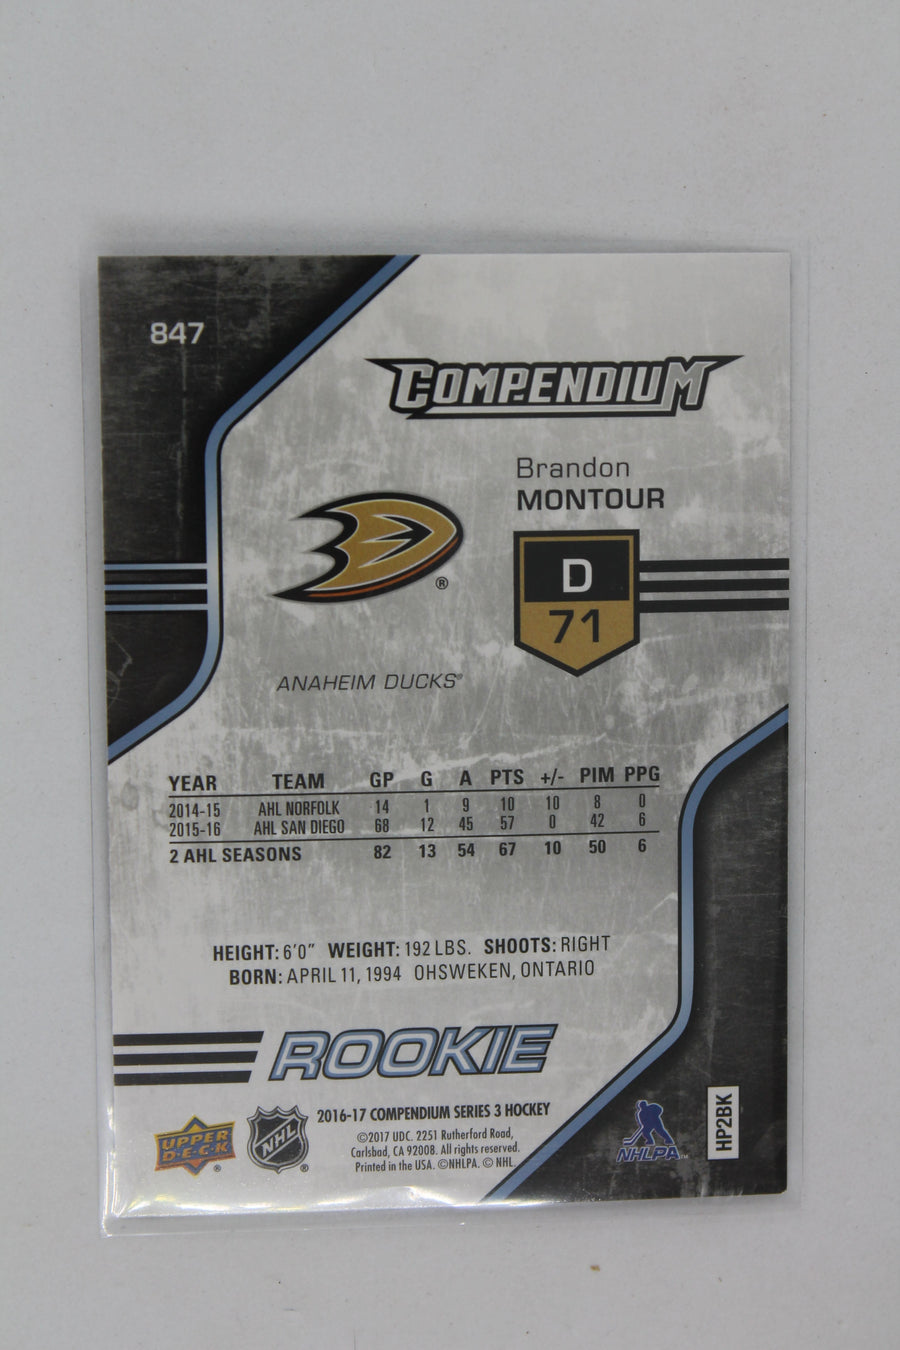 847
COMPENDIUM
Brandon
MONTOUR
D
71
®
ANAHEIM DUCKS®
YEAR TEAM GP G A PTS +/- PIM PPG
2014-15 AHL NORFOLK 14 1 9 10 10 8 0
2015-16 AHL SAN DIEGO 68 12 45 57 0 42 6
2 AHL SEASONS 82 13 54 67 10 50 6
HEIGHT: 6'0" WEIGHT: 192 LBS. SHOOTS: RIGHT
BORN: APRIL 11, 1994 OHSWEKEN, ONTARIO
ROOKIE
UPPER
D·E·C·K
®
NHL
®
2016-17 COMPENDIUM SERIES 3 HOCKEY
©2017 UDC. 2251 Rutherford Road,
Carlsbad, CA 92008. All rights reserved.
Printed in the USA. ©NHLPA. © NHL.
NHLPA™
HP2BK